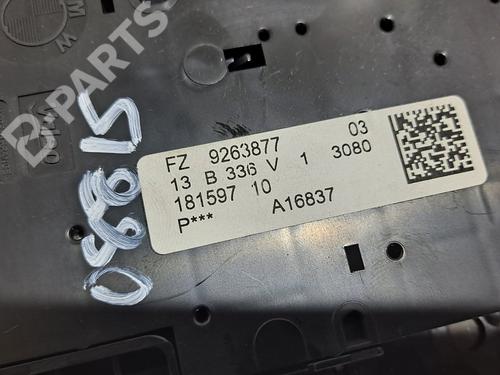 B-PARTS
FZ 9263877 03
13 B 336 V 1 3080
181597 10
P*** A16837